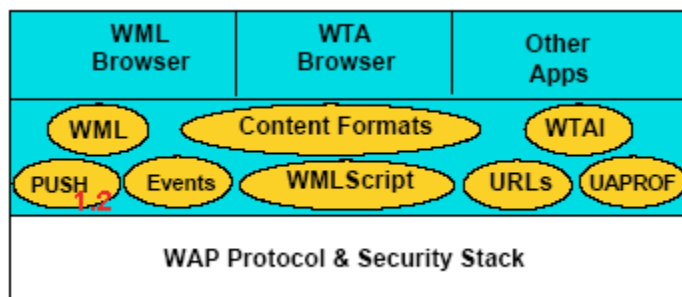 WML Browser
WTA Browser
Other Apps
WML
Content Formats
WTAI
PUSH
1.2
Events
WMLScript
URLs
UAPROF
WAP Protocol & Security Stack